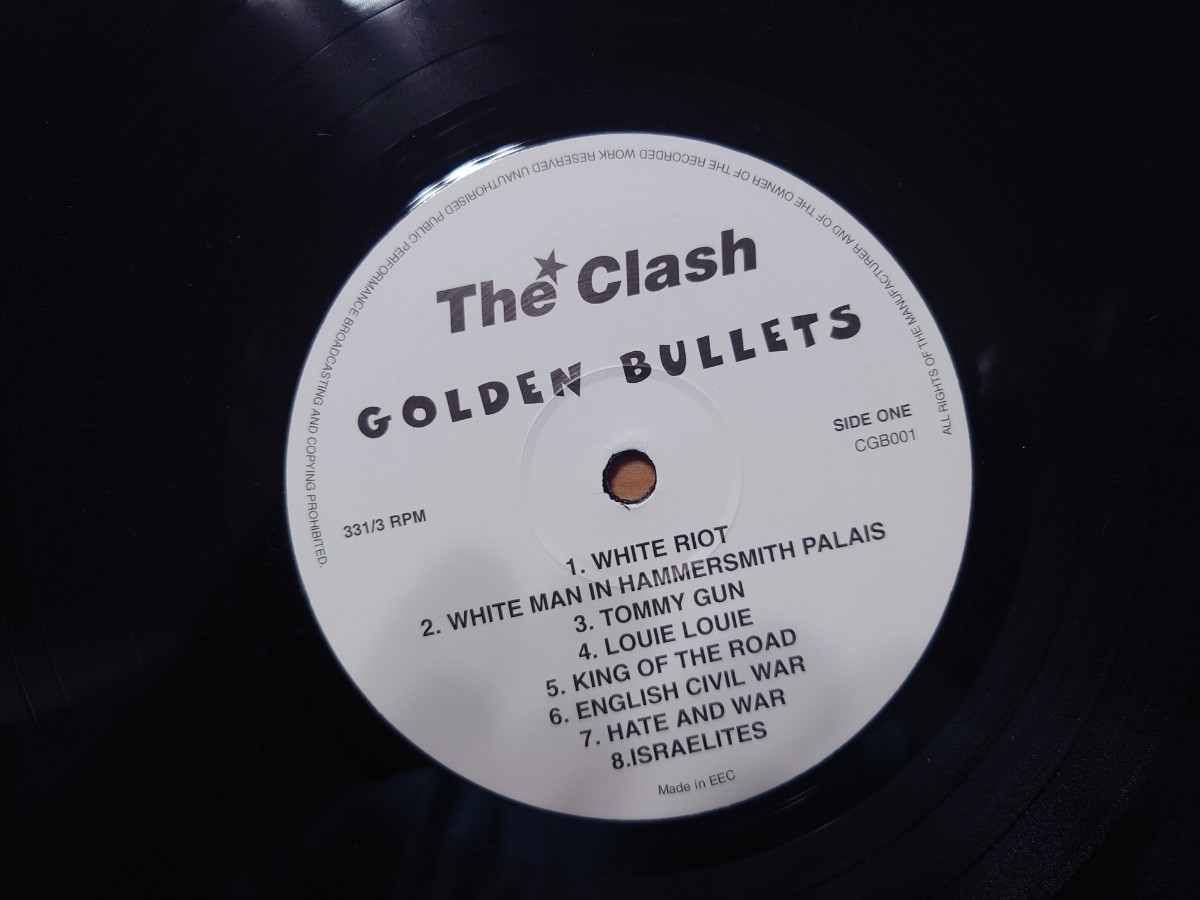 ALL RIGHTS OF THE MANUFACTURER AND OF THE OWNER OF THE RECORDED WORK RESERVED UNAUTHORISED PUBLIC PERFORMANCE BROADCASTING AND COPYING PROHIBITED.
The Clash
GOLDEN BULLETS
SIDE ONE
CGB001
331/3 RPM
1. WHITE RIOT
2. WHITE MAN IN HAMMERSMITH PALAIS
3. TOMMY GUN
4. LOUIE LOUIE
5. KING OF THE ROAD
6. ENGLISH CIVIL WAR
7. HATE AND WAR
8.ISRAELITES
Made in EEC